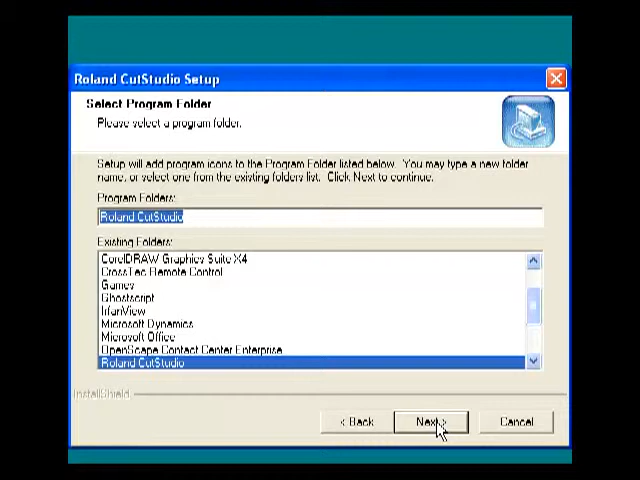 Roland CutStudio Setup
Select Program Folder
Please select a program folder.
Setup will add program icons to the Program Folder listed below. You may type a new folder
name, or select one from the existing folders list. Click Next to continue.
Program Folders:
Roland CutStudio
Existing Folders:
CorelDRAW Graphics Suite X4
CrossTec Remote Control
Games
Ghostscript
IrfanView
Microsoft Dynamics
Microsoft Office
OpenScape Contact Center Enterprise
Roland CutStudio
InstallShield
< Back
Next >
Cancel